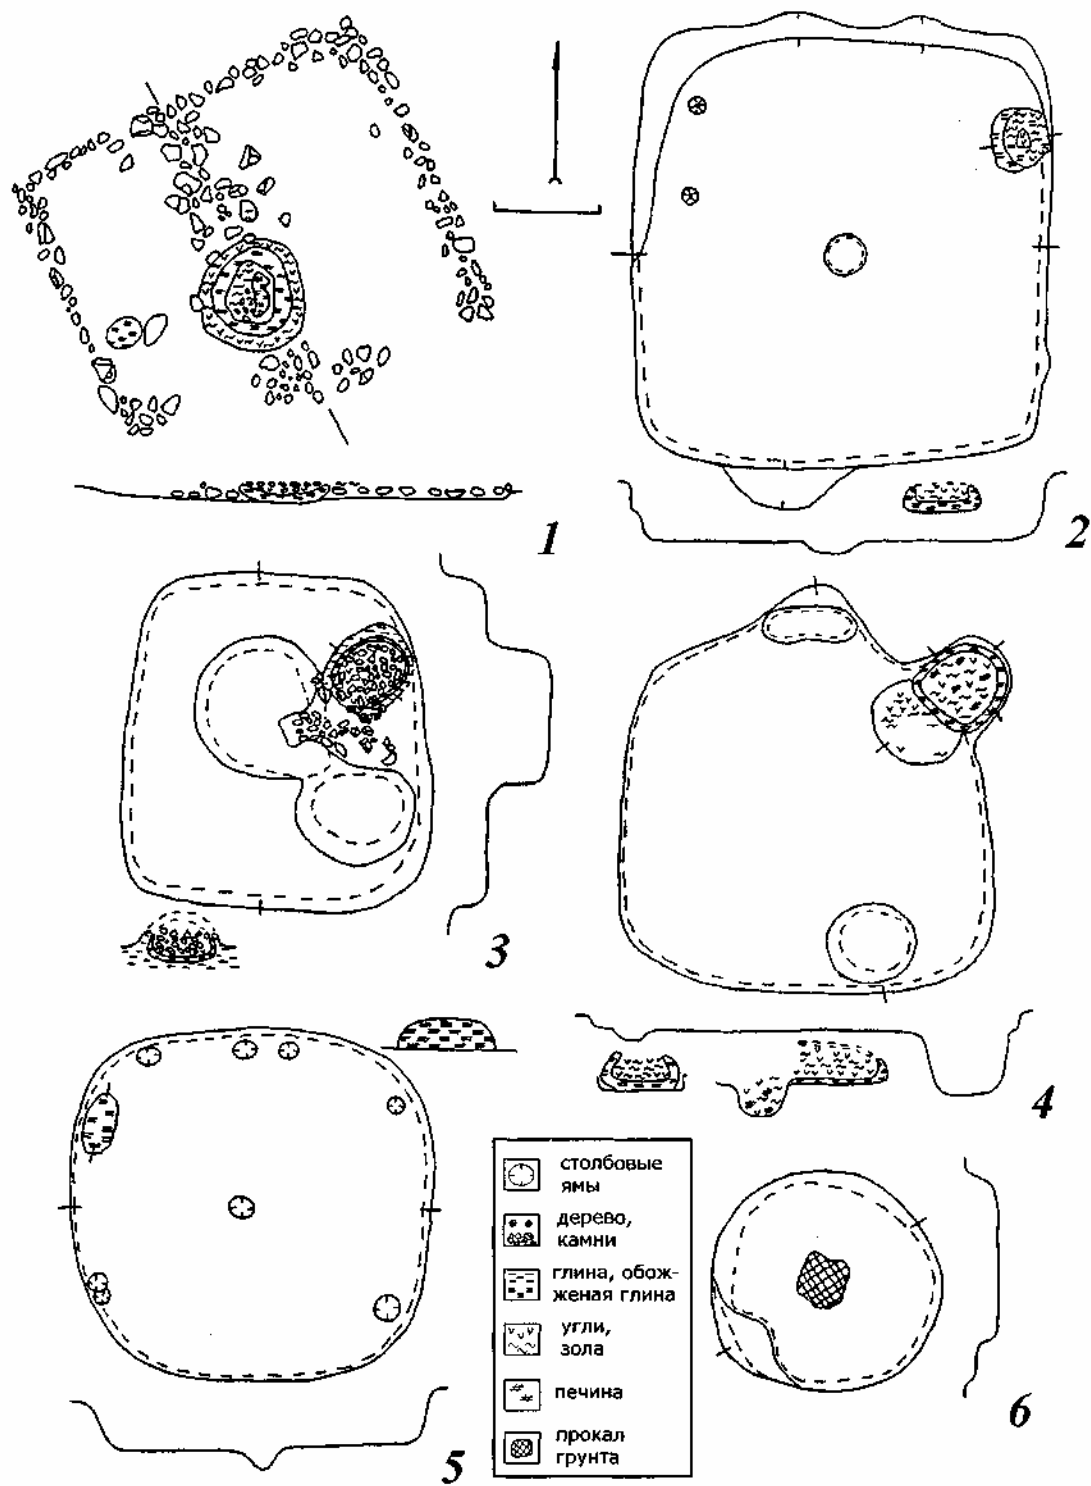 1
2
3
4
столбовые
ямы
дерево,
камни
глина, обож-
женая глина
угли,
зола
печина
прокал
грунта
5
6